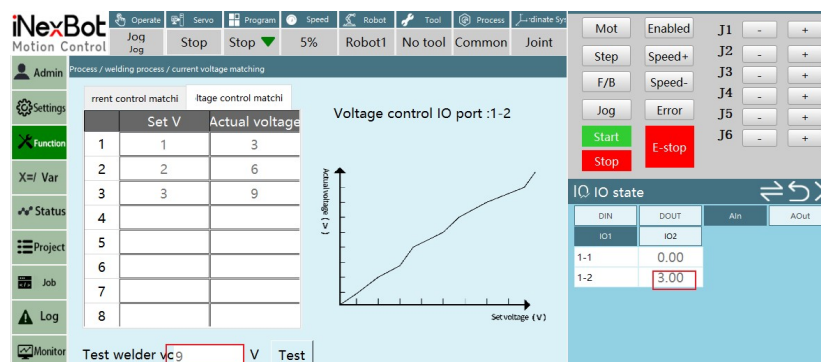 iNexBot
Motion Control
Operate Servo Program Speed Robot Tool Process
Jog Stop Stop 5% Robot1 No tool Common Joint
Jog
Admin
Settings
Function
X=/ Var
Status
Project
Job
Log
Monitor
Process / welding process / current voltage matching
rrent control matchi ltage control matchi
Set V Actual voltage
1 1 3
2 2 6
3 3 9
4
5
6
7
8
Test welder vc 9 V Test
Voltage control IO port :1-2
Actual voltage (V)
Set voltage (V)
Mot Enabled J1 - +
Step Speed+ J2 - +
F/B Speed- J3 - +
J4 - +
Jog Error J5 - +
Start E-stop J6 - +
Stop
IO IO state
DIN DOUT AIn AOut
IO1 IO2
1-1 0.00
1-2 3.00